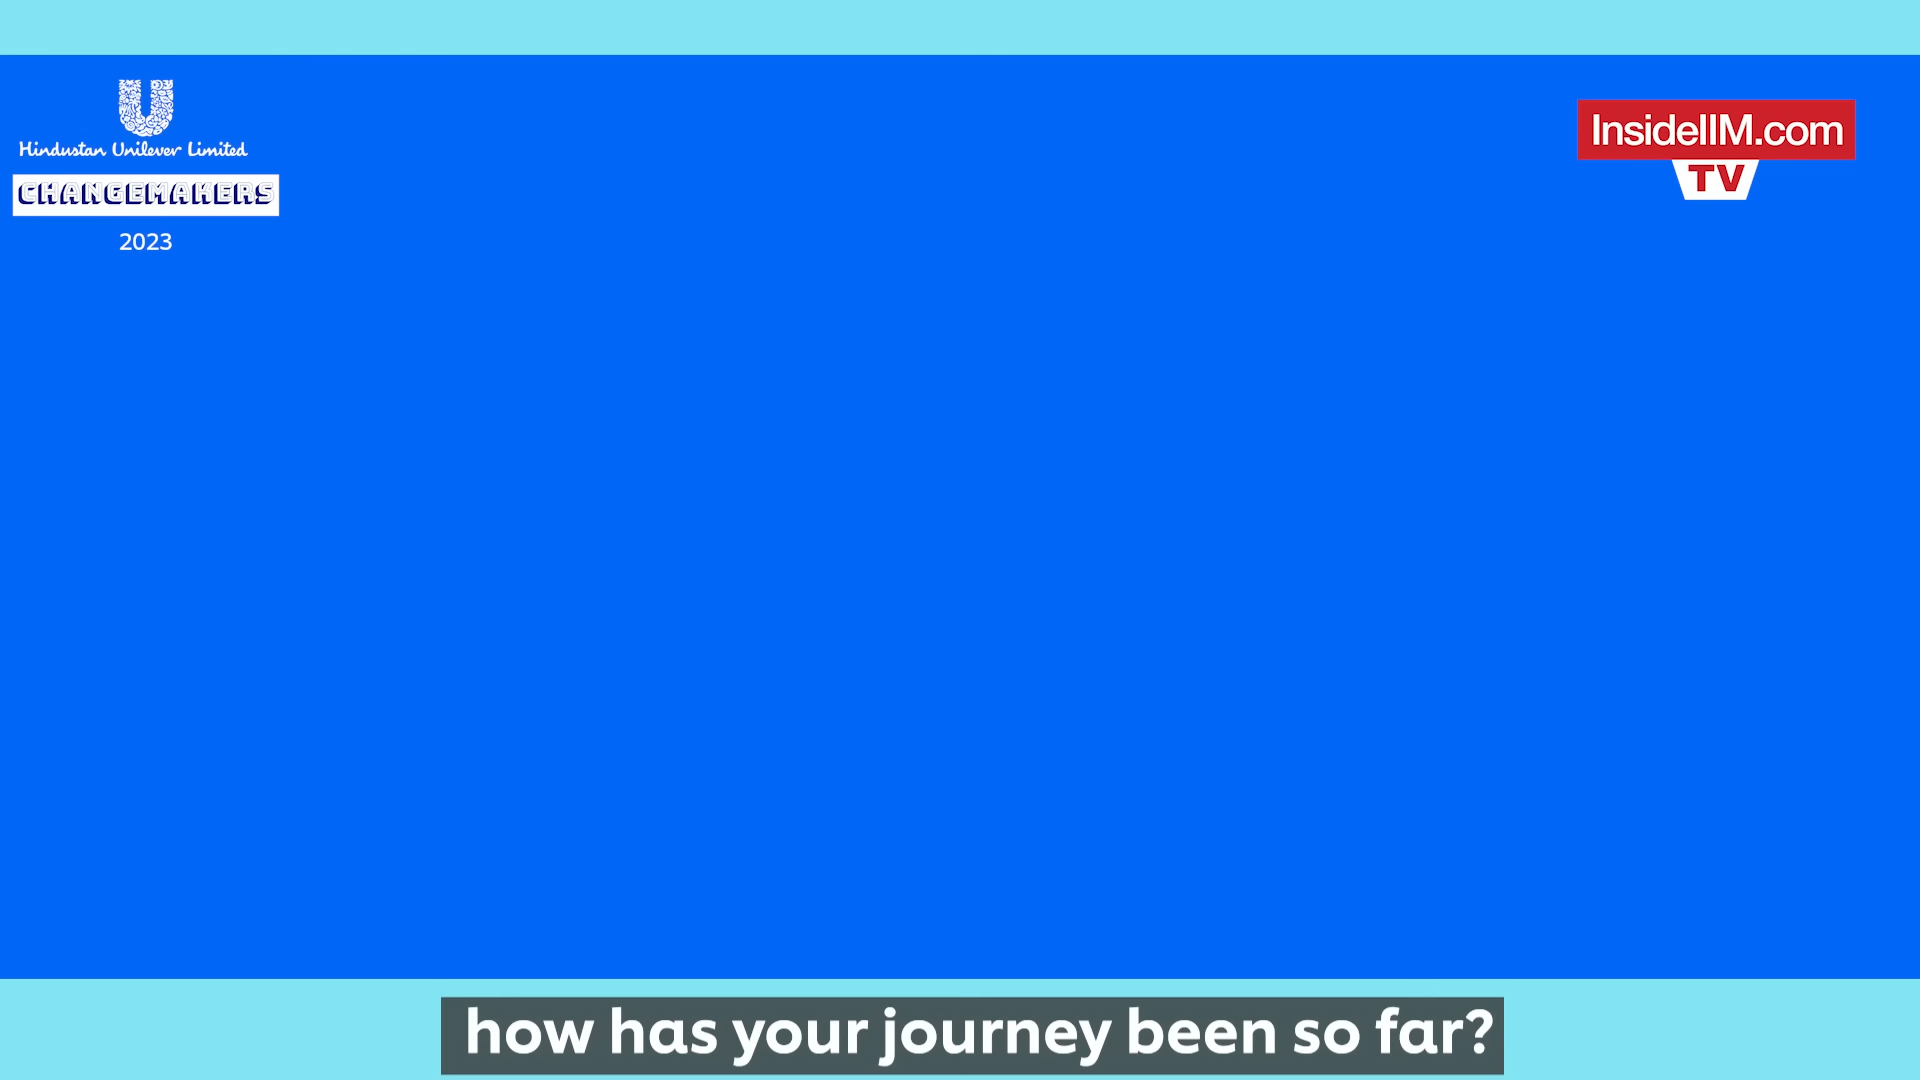 Hindustan Unilever Limited
CHANGEMAKERS
2023
InsideIIM.com
TV
how has your journey been so far?